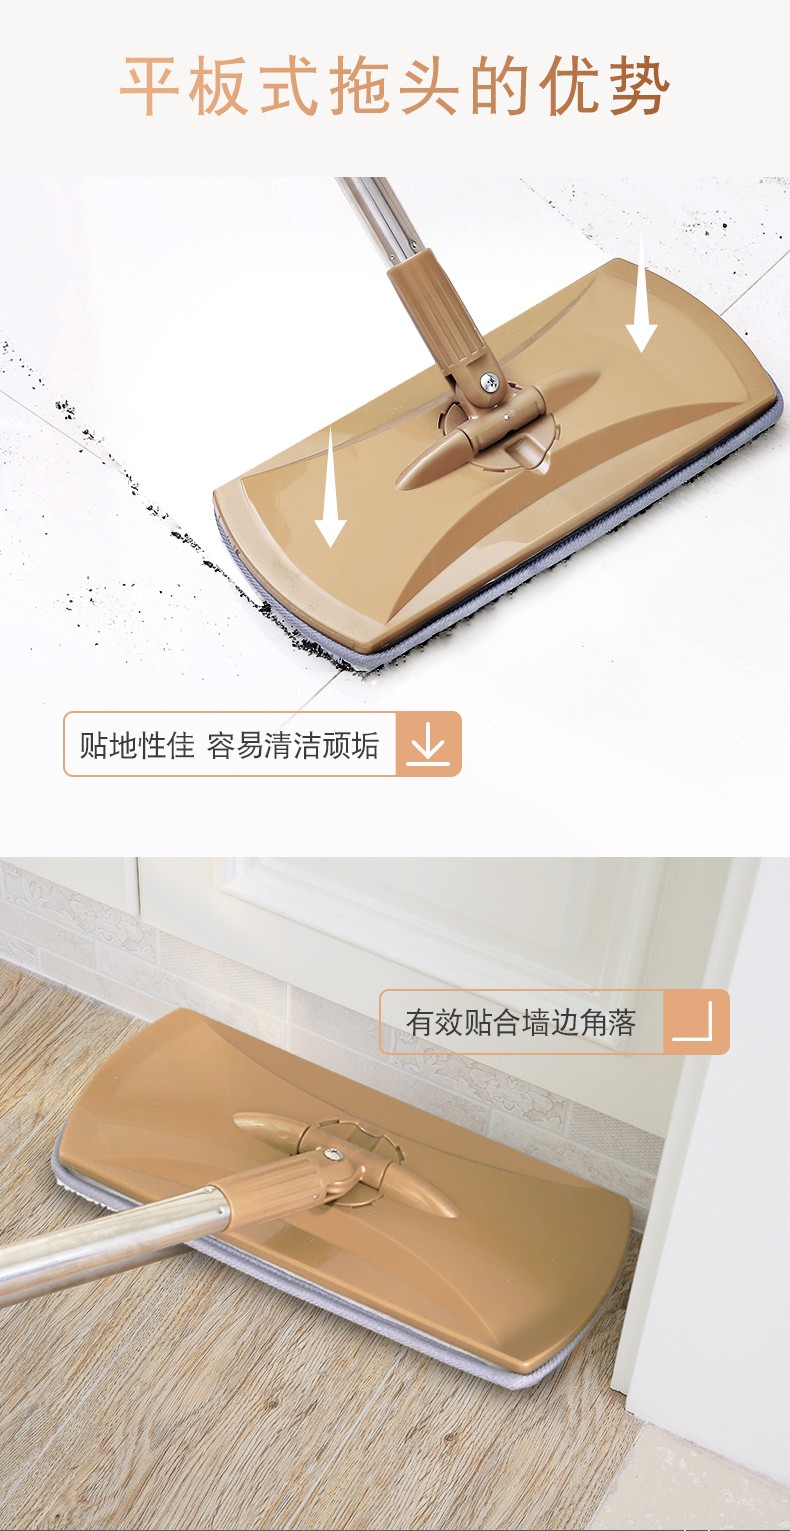 平板式拖头的优势
贴地性佳 容易清洁顽垢
有效贴合墙边角落